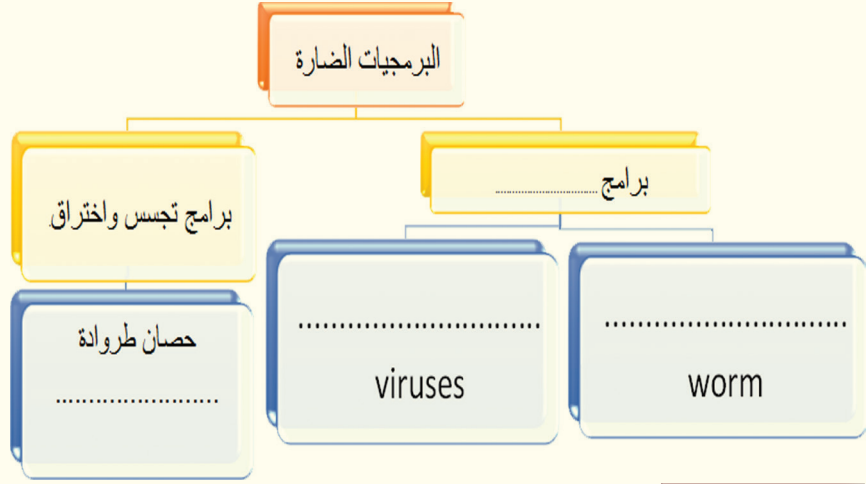 البرمجيات الضارة
برامج ..............................
برامج تجسس واختراق.
..............................
worm
..............................
viruses
حصان طروادة
........................